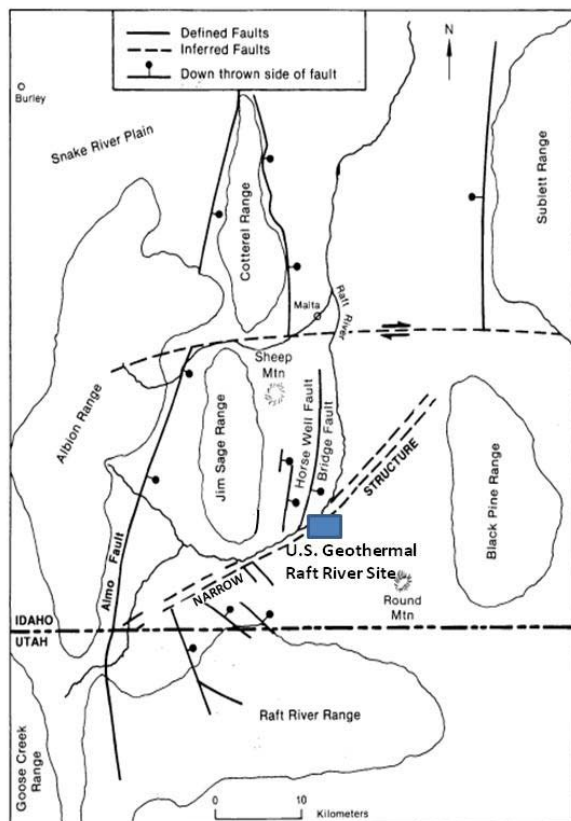 Defined Faults
Inferred Faults
Down thrown side of fault
N
Burley
Snake River Plain
Cotterel Range
Sublett Range
Malta
Raft River
Sheep
Mtn
Albion Range
Jim Sage Range
Horse Well Fault
Bridge Fault
STRUCTURE
Black Pine Range
Almo Fault
U.S. Geothermal
Raft River Site
NARROW
Round
Mtn
IDAHO
UTAH
Raft River Range
Goose Creek
Range
0 10
Kilometers